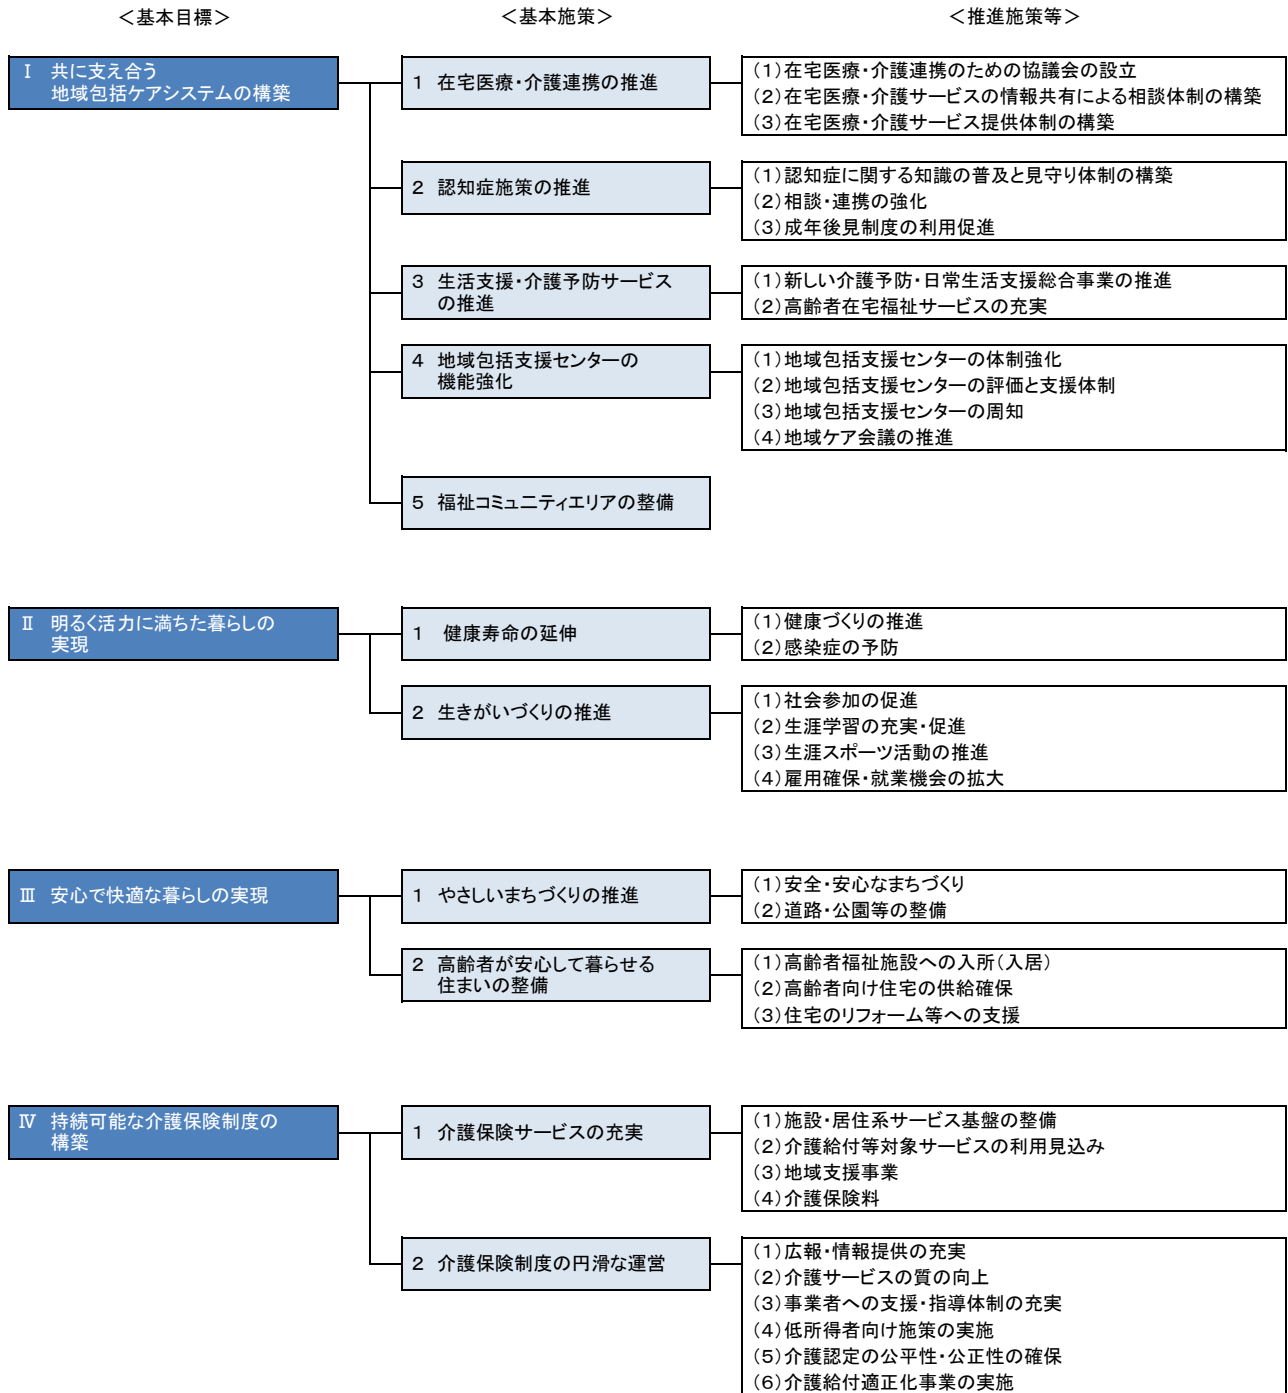 ＜基本目標＞
＜基本施策＞
＜推進施策等＞
Ⅰ 共に支え合う
地域包括ケアシステムの構築
1 在宅医療・介護連携の推進
（1）在宅医療・介護連携のための協議会の設立
（2）在宅医療・介護サービスの情報共有による相談体制の構築
（3）在宅医療・介護サービス提供体制の構築
2 認知症施策の推進
（1）認知症に関する知識の普及と見守り体制の構築
（2）相談・連携の強化
（3）成年後見制度の利用促進
3 生活支援・介護予防サービス
の推進
（1）新しい介護予防・日常生活支援総合事業の推進
（2）高齢者在宅福祉サービスの充実
4 地域包括支援センターの
機能強化
（1）地域包括支援センターの体制強化
（2）地域包括支援センターの評価と支援体制
（3）地域包括支援センターの周知
（4）地域ケア会議の推進
5 福祉コミュニティエリアの整備
Ⅱ 明るく活力に満ちた暮らしの
実現
1 健康寿命の延伸
（1）健康づくりの推進
（2）感染症の予防
2 生きがいづくりの推進
（1）社会参加の促進
（2）生涯学習の充実・促進
（3）生涯スポーツ活動の推進
（4）雇用確保・就業機会の拡大
Ⅲ 安心で快適な暮らしの実現
1 やさしいまちづくりの推進
（1）安全・安心なまちづくり
（2）道路・公園等の整備
2 高齢者が安心して暮らせる
住まいの整備
（1）高齢者福祉施設への入所（入居）
（2）高齢者向け住宅の供給確保
（3）住宅のリフォーム等への支援
Ⅳ 持続可能な介護保険制度の
構築
1 介護保険サービスの充実
（1）施設・居住系サービス基盤の整備
（2）介護給付等対象サービスの利用見込み
（3）地域支援事業
（4）介護保険料
2 介護保険制度の円滑な運営
（1）広報・情報提供の充実
（2）介護サービスの質の向上
（3）事業者への支援・指導体制の充実
（4）低所得者向け施策の実施
（5）介護認定の公平性・公正性の確保
（6）介護給付適正化事業の実施